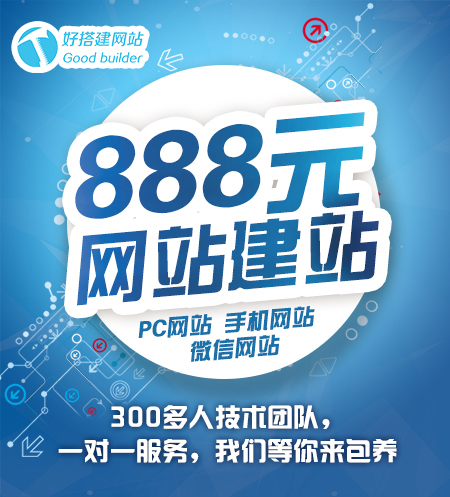 好搭建网站
Good builder
888元
网站建站
PC网站 手机网站
微信网站
300多人技术团队，
一对一服务，我们等你来包养